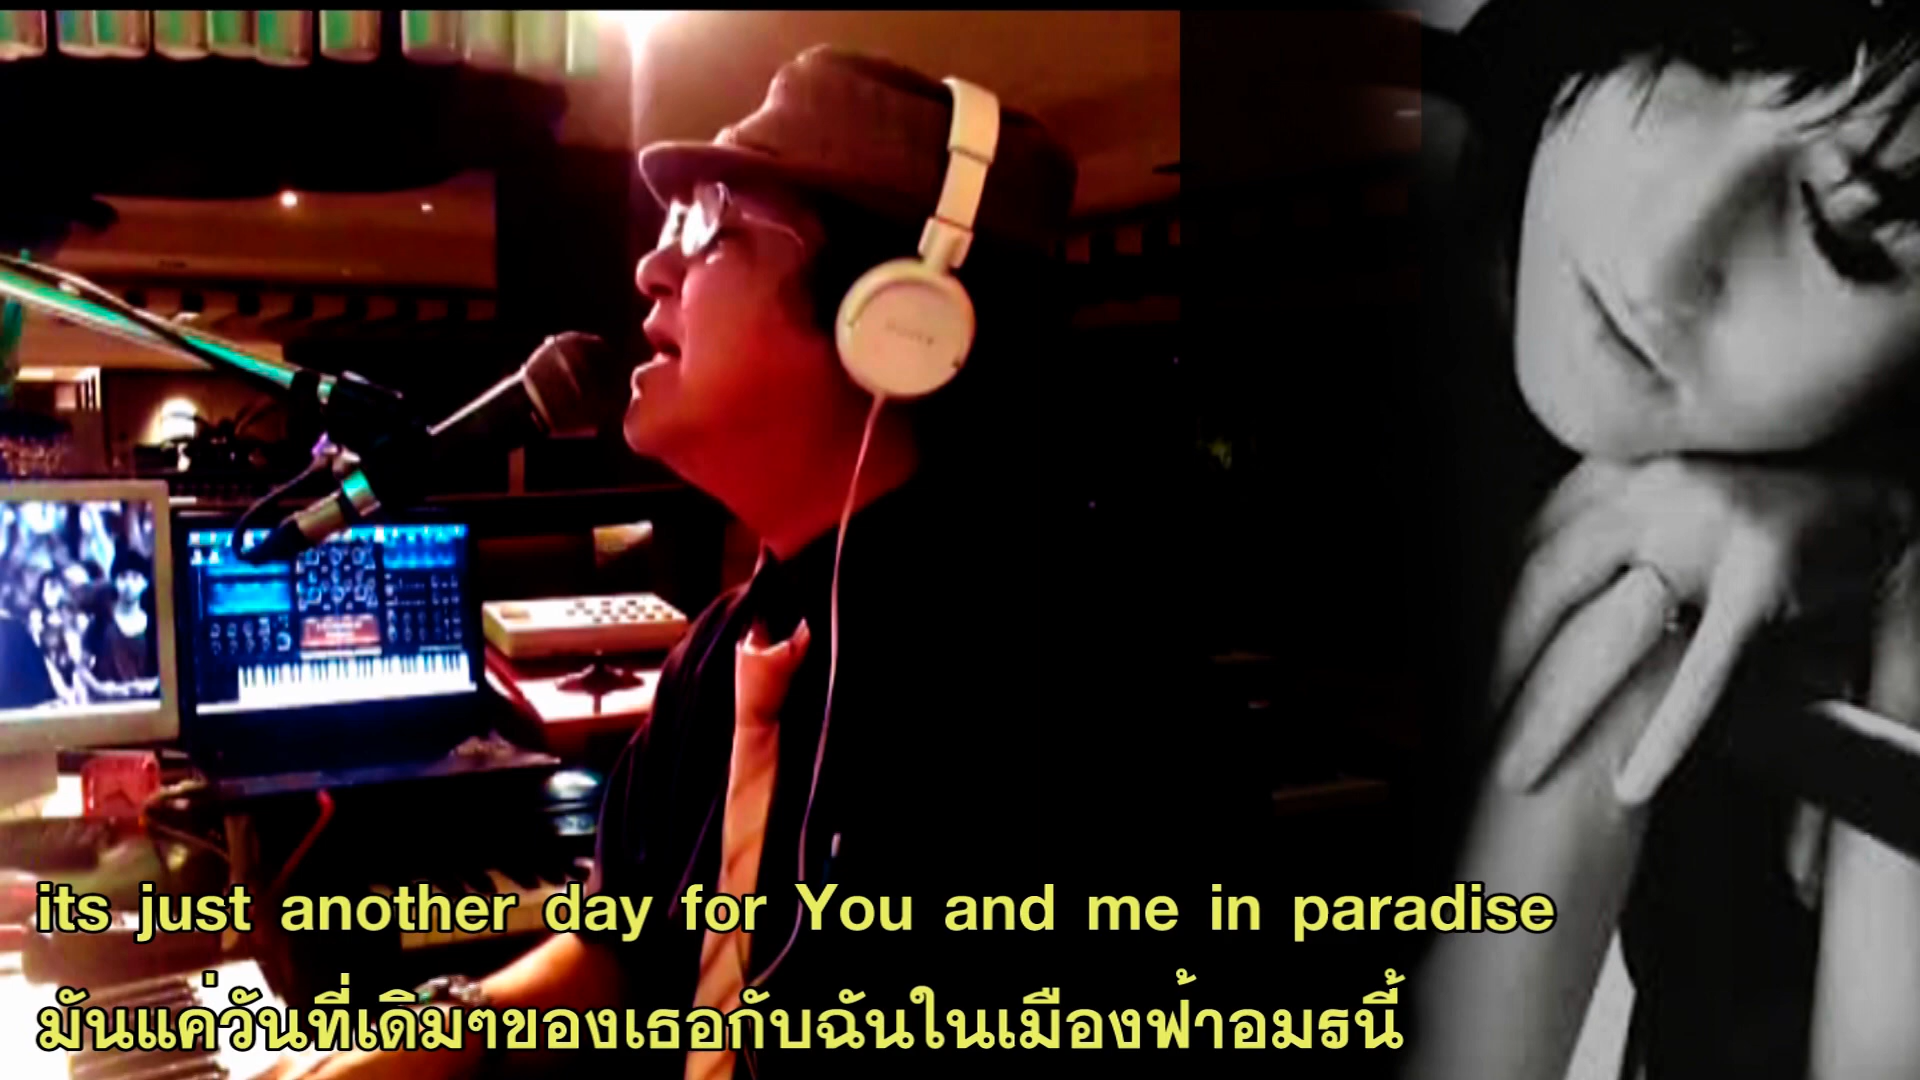 its just another day for You and me in paradise
มันแค่วันที่เดิมๆของเธอกับฉันในเมืองฟ้าอมรนี้